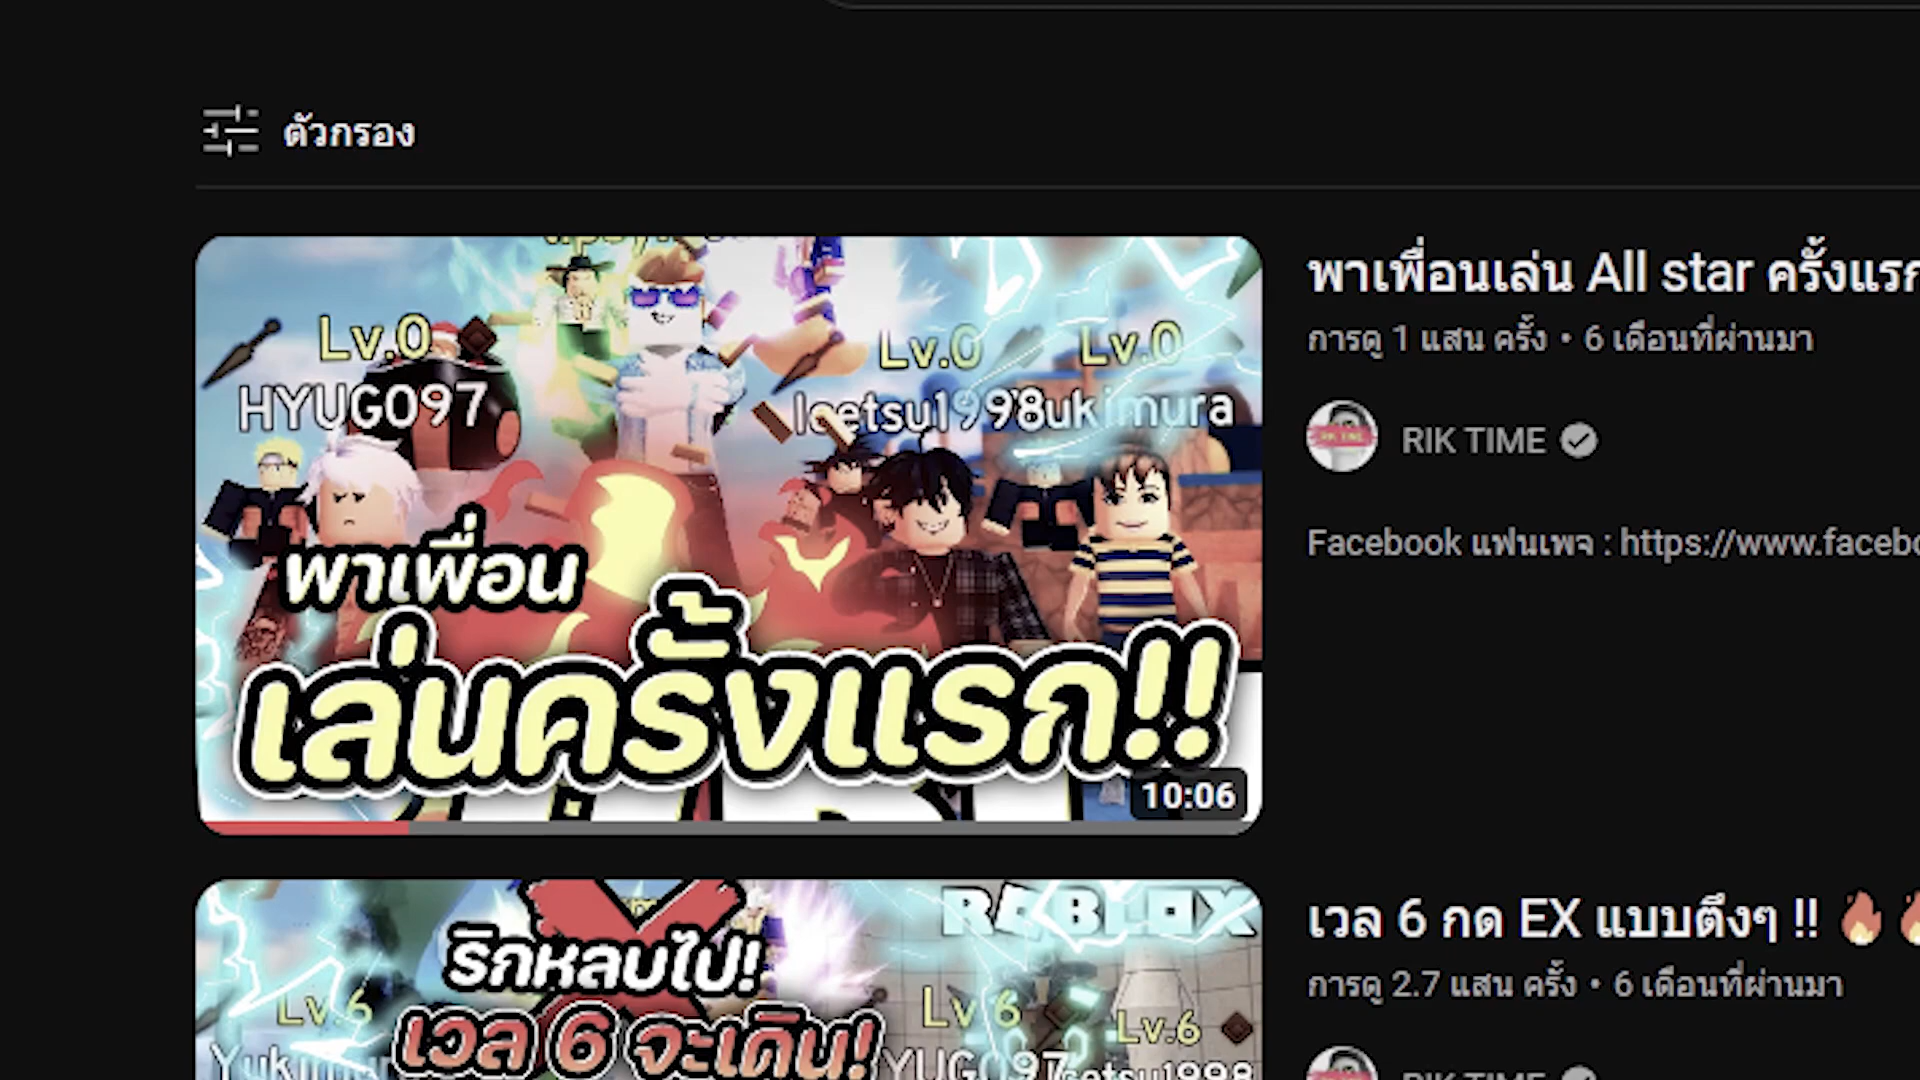 ตัวกรอง
Lv.0
HYUGO97
Lv.0
Lv.0
Icetsu1998ukimura
พาเพื่อน
เล่นครั้งแรก!!
10:06
พาเพื่อนเล่น All star ครั้งแรก
การดู 1 แสน ครั้ง • 6 เดือนที่ผ่านมา
RIK TIME
Facebook แฟนเพจ : https://www.facebo
ROBLOX
ริกหลบไป!
เวล 6 จะเดิน!
Lv.6
Lv.6
Lv.6
เวล 6 กด EX แบบตึงๆ !! 🔥
การดู 2.7 แสน ครั้ง • 6 เดือนที่ผ่านมา
RIK TIME